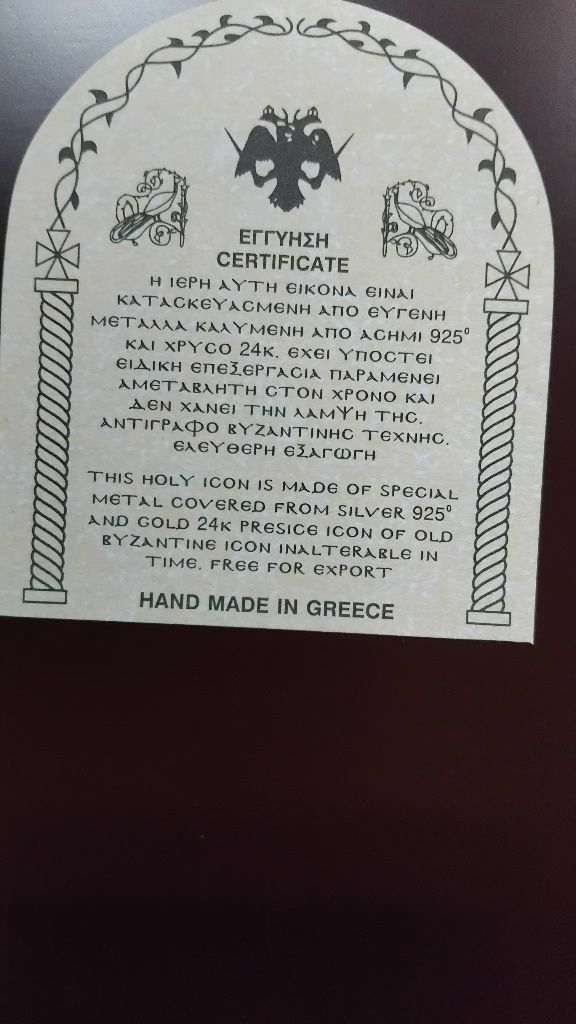 ΕΓΓΥΗΣΗ
CERTIFICATE
Η ΙΕΡΗ ΑΥΤΗ ΕΙΚΟΝΑ ΕΙΝΑΙ
ΚΑΤΑϹΚΕΥΑϹΜΕΝΗ ΑΠΟ ΕΥΓΕΝΗ
ΜΕΤΑΛΛΑ ΚΑΛΥΜΕΝΗ ΑΠΟ ΑϹΗΜΙ 925⁰
ΚΑΙ ΧΡΥϹΟ 24Κ. ΕΧΕΙ ΥΠΟϹΤΕΙ
ΕΙΔΙΚΗ ΕΠΕΞΕΡΓΑϹΙΑ ΠΑΡΑΜΕΝΕΙ
ΑΜΕΤΑΒΛΗΤΗ ϹΤΟΝ ΧΡΟΝΟ ΚΑΙ
ΔΕΝ ΧΑΝΕΙ ΤΗΝ ΛΑΜΨΗ ΤΗϹ.
ΑΝΤΙΓΡΑΦΟ ΒΥΖΑΝΤΙΝΗϹ ΤΕΧΝΗϹ.
ΕΛΕΥΘΕΡΗ ΕΞΑΓΩΓΗ
THIS HOLY ICON IS MADE OF SPECIAL
METAL COVERED FROM SILVER 925⁰
AND GOLD 24K PRESICE ICON OF OLD
BYZANTINE ICON INALTERABLE IN
TIME. FREE FOR EXPORT
HAND MADE IN GREECE